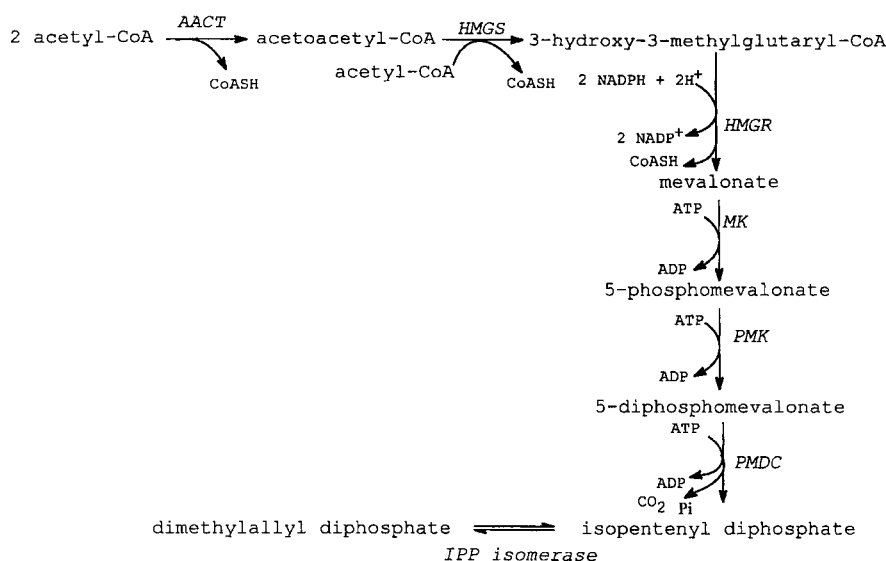 AACT
HMGS
2 acetyl-CoA
acetoacetyl-CoA
3-hydroxy-3-methylglutaryl-CoA
CoASH
acetyl-CoA
CoASH
2 NADPH + 2H+
HMGR
2 NADP+
CoASH
mevalonate
ATP
MK
ADP
5-phosphomevalonate
ATP
PMK
ADP
5-diphosphomevalonate
ATP
PMDC
ADP
CO2 Pi
dimethylallyl diphosphate
isopentenyl diphosphate
IPP isomerase